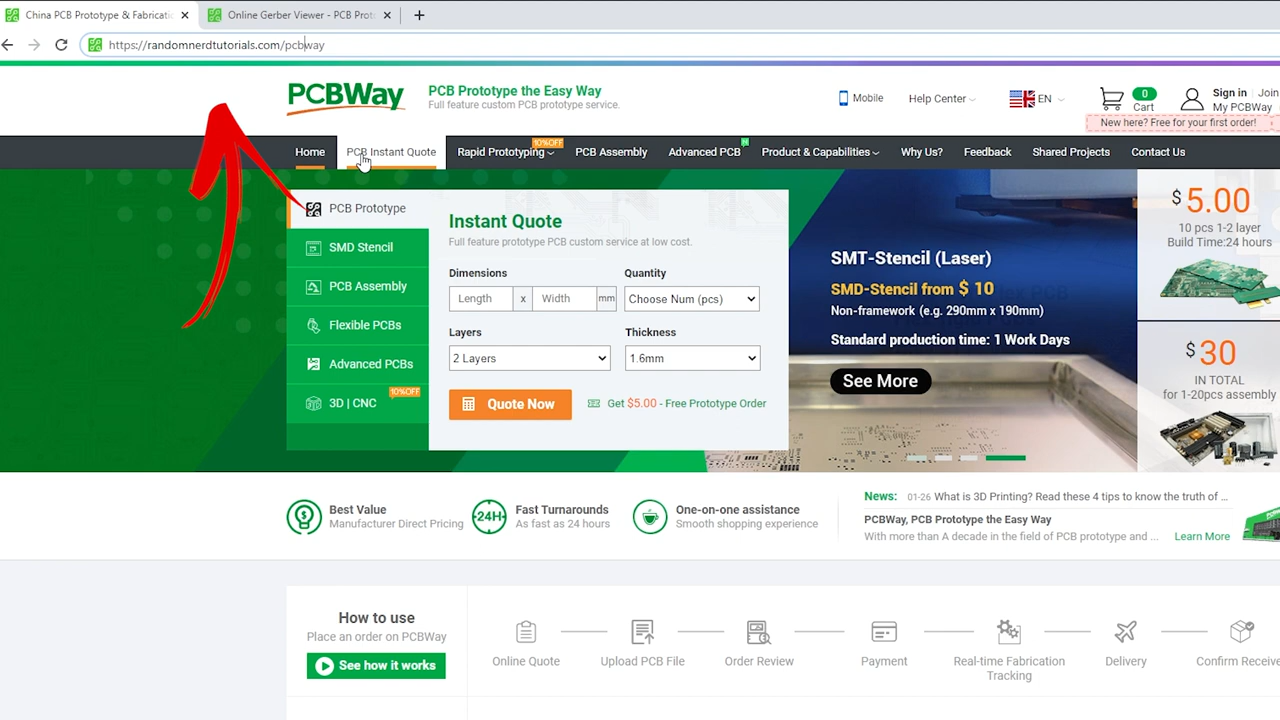 China PCB Prototype & Fabricati
Online Gerber Viewer - PCB Prot
https://randomnerdtutorials.com/pcbway
PCBWay
PCB Prototype the Easy Way
Full feature custom PCB prototype service.
Mobile
Help Center
EN
0
Cart
Sign in | Join
My PCBWay
New here? Free for your first order!
Home
PCB Instant Quote
Rapid Prototyping
10%OFF
PCB Assembly
Advanced PCB
Product & Capabilities
Why Us?
Feedback
Shared Projects
Contact Us
PCB Prototype
SMD Stencil
PCB Assembly
Flexible PCBs
Advanced PCBs
10%OFF
3D | CNC
Instant Quote
Full feature prototype PCB custom service at low cost.
Dimensions
Quantity
Length x Width mm
Choose Num (pcs)
Layers
Thickness
2 Layers
1.6mm
Quote Now
Get $5.00 - Free Prototype Order
SMT-Stencil (Laser)
SMD-Stencil from $ 10
Non-framework (e.g. 290mm x 190mm)
Standard production time: 1 Work Days
See More
$ 5.00
10 pcs 1-2 layer
Build Time:24 hours
$ 30
IN TOTAL
for 1-20pcs assembly
Best Value
Manufacturer Direct Pricing
24H
Fast Turnarounds
As fast as 24 hours
One-on-one assistance
Smooth shopping experience
News: 01-26 What is 3D Printing? Read these 4 tips to know the truth of ...
PCBWay, PCB Prototype the Easy Way
With more than A decade in the field of PCB prototype and ... Learn More
How to use
Place an order on PCBWay
See how it works
Online Quote
Upload PCB File
Order Review
Payment
Real-time Fabrication
Tracking
Delivery
Confirm Receive